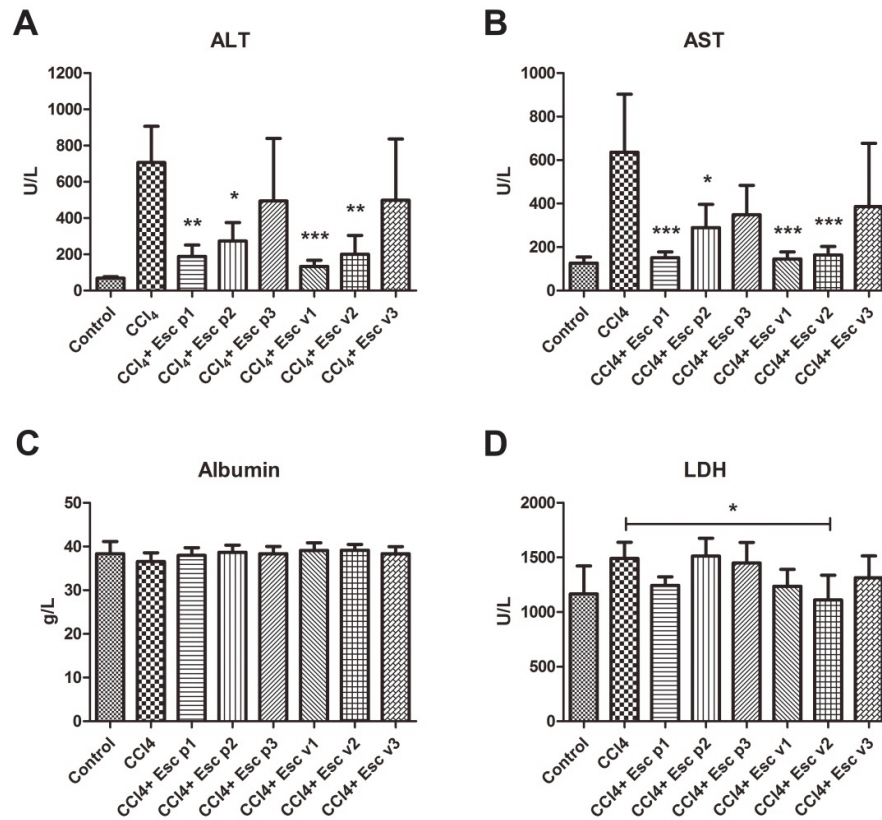 A
ALT
U/L
1200
1000
800
600
400
200
0
**
*
***
**
Control
CCl₄
CCl₄+ Esc p1
CCl₄+ Esc p2
CCl₄+ Esc p3
CCl₄+ Esc v1
CCl₄+ Esc v2
CCl₄+ Esc v3
B
AST
U/L
1000
800
600
400
200
0
***
*
***
***
Control
CCl4
CCl4+ Esc p1
CCl4+ Esc p2
CCl4+ Esc p3
CCl4+ Esc v1
CCl4+ Esc v2
CCl4+ Esc v3
C
Albumin
g/L
50
40
30
20
10
0
Control
CCl4
CCl4+ Esc p1
CCl4+ Esc p2
CCl4+ Esc p3
CCl4+ Esc v1
CCl4+ Esc v2
CCl4+ Esc v3
D
LDH
U/L
2000
1500
1000
500
0
*
Control
CCl4
CCl4+ Esc p1
CCl4+ Esc p2
CCl4+ Esc p3
CCl4+ Esc v1
CCl4+ Esc v2
CCl4+ Esc v3